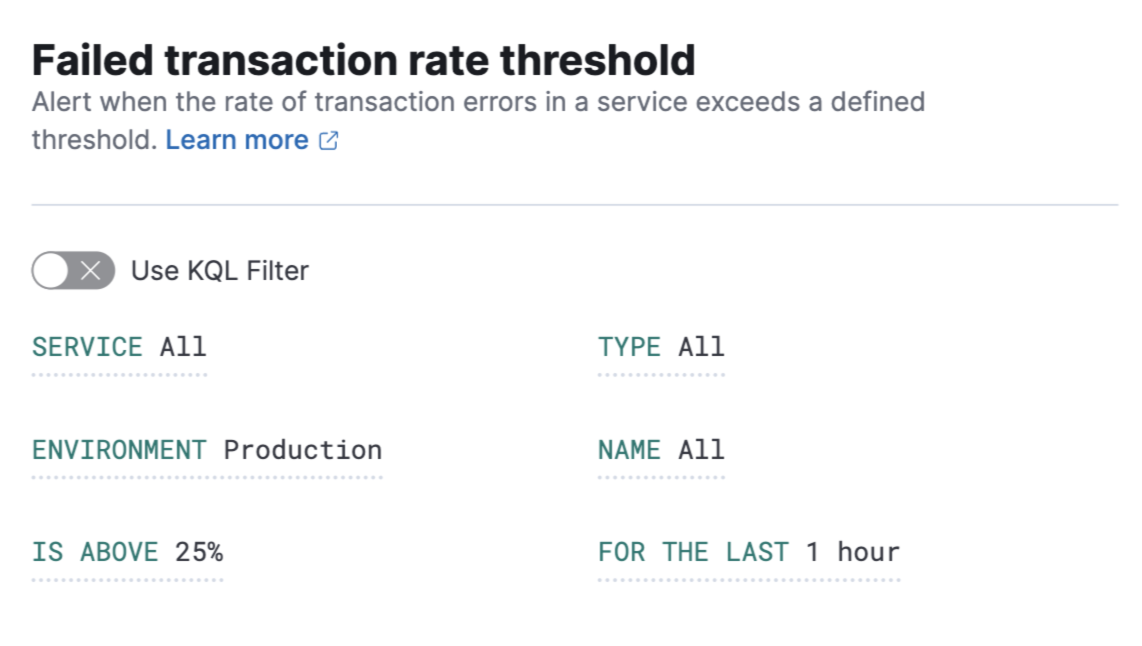 Failed transaction rate threshold
Alert when the rate of transaction errors in a service exceeds a defined
threshold. Learn more
Use KQL Filter
SERVICE All
TYPE All
ENVIRONMENT Production
NAME All
IS ABOVE 25%
FOR THE LAST 1 hour